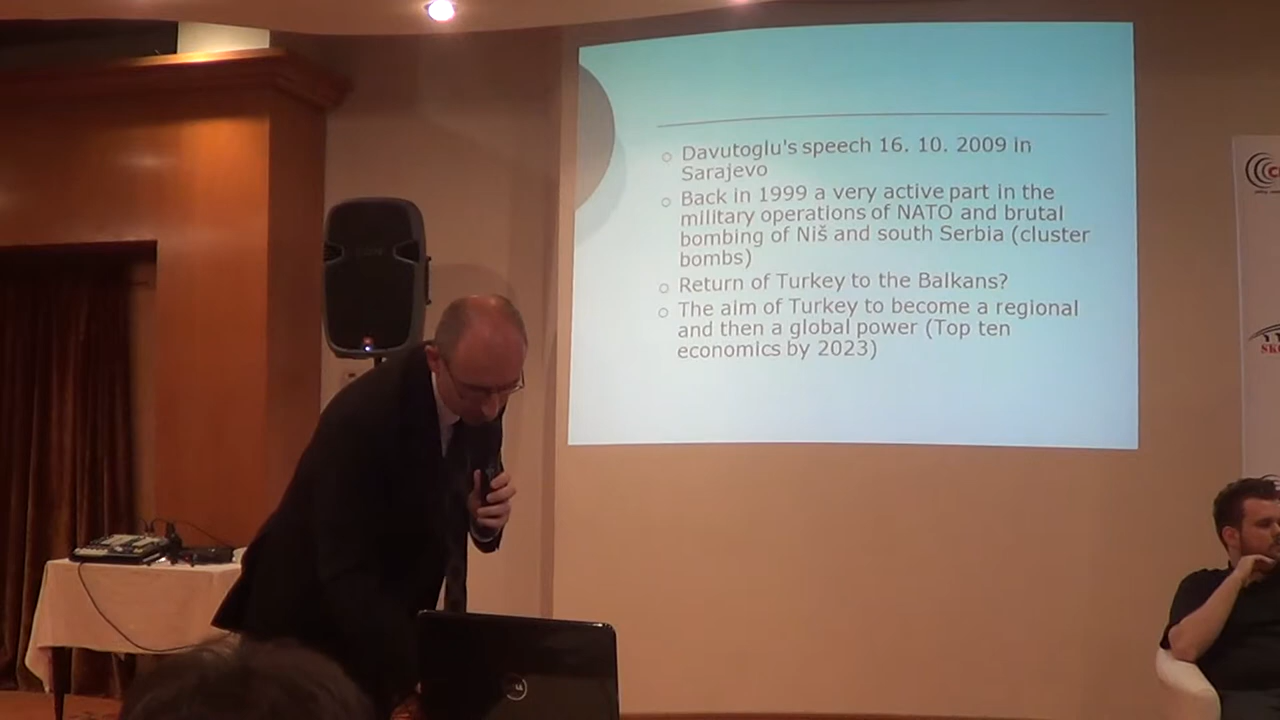 Davutoglu's speech 16. 10. 2009 in
Sarajevo
Back in 1999 a very active part in the
military operations of NATO and brutal
bombing of Niš and south Serbia (cluster
bombs)
Return of Turkey to the Balkans?
The aim of Turkey to become a regional
and then a global power (Top ten
economics by 2023)